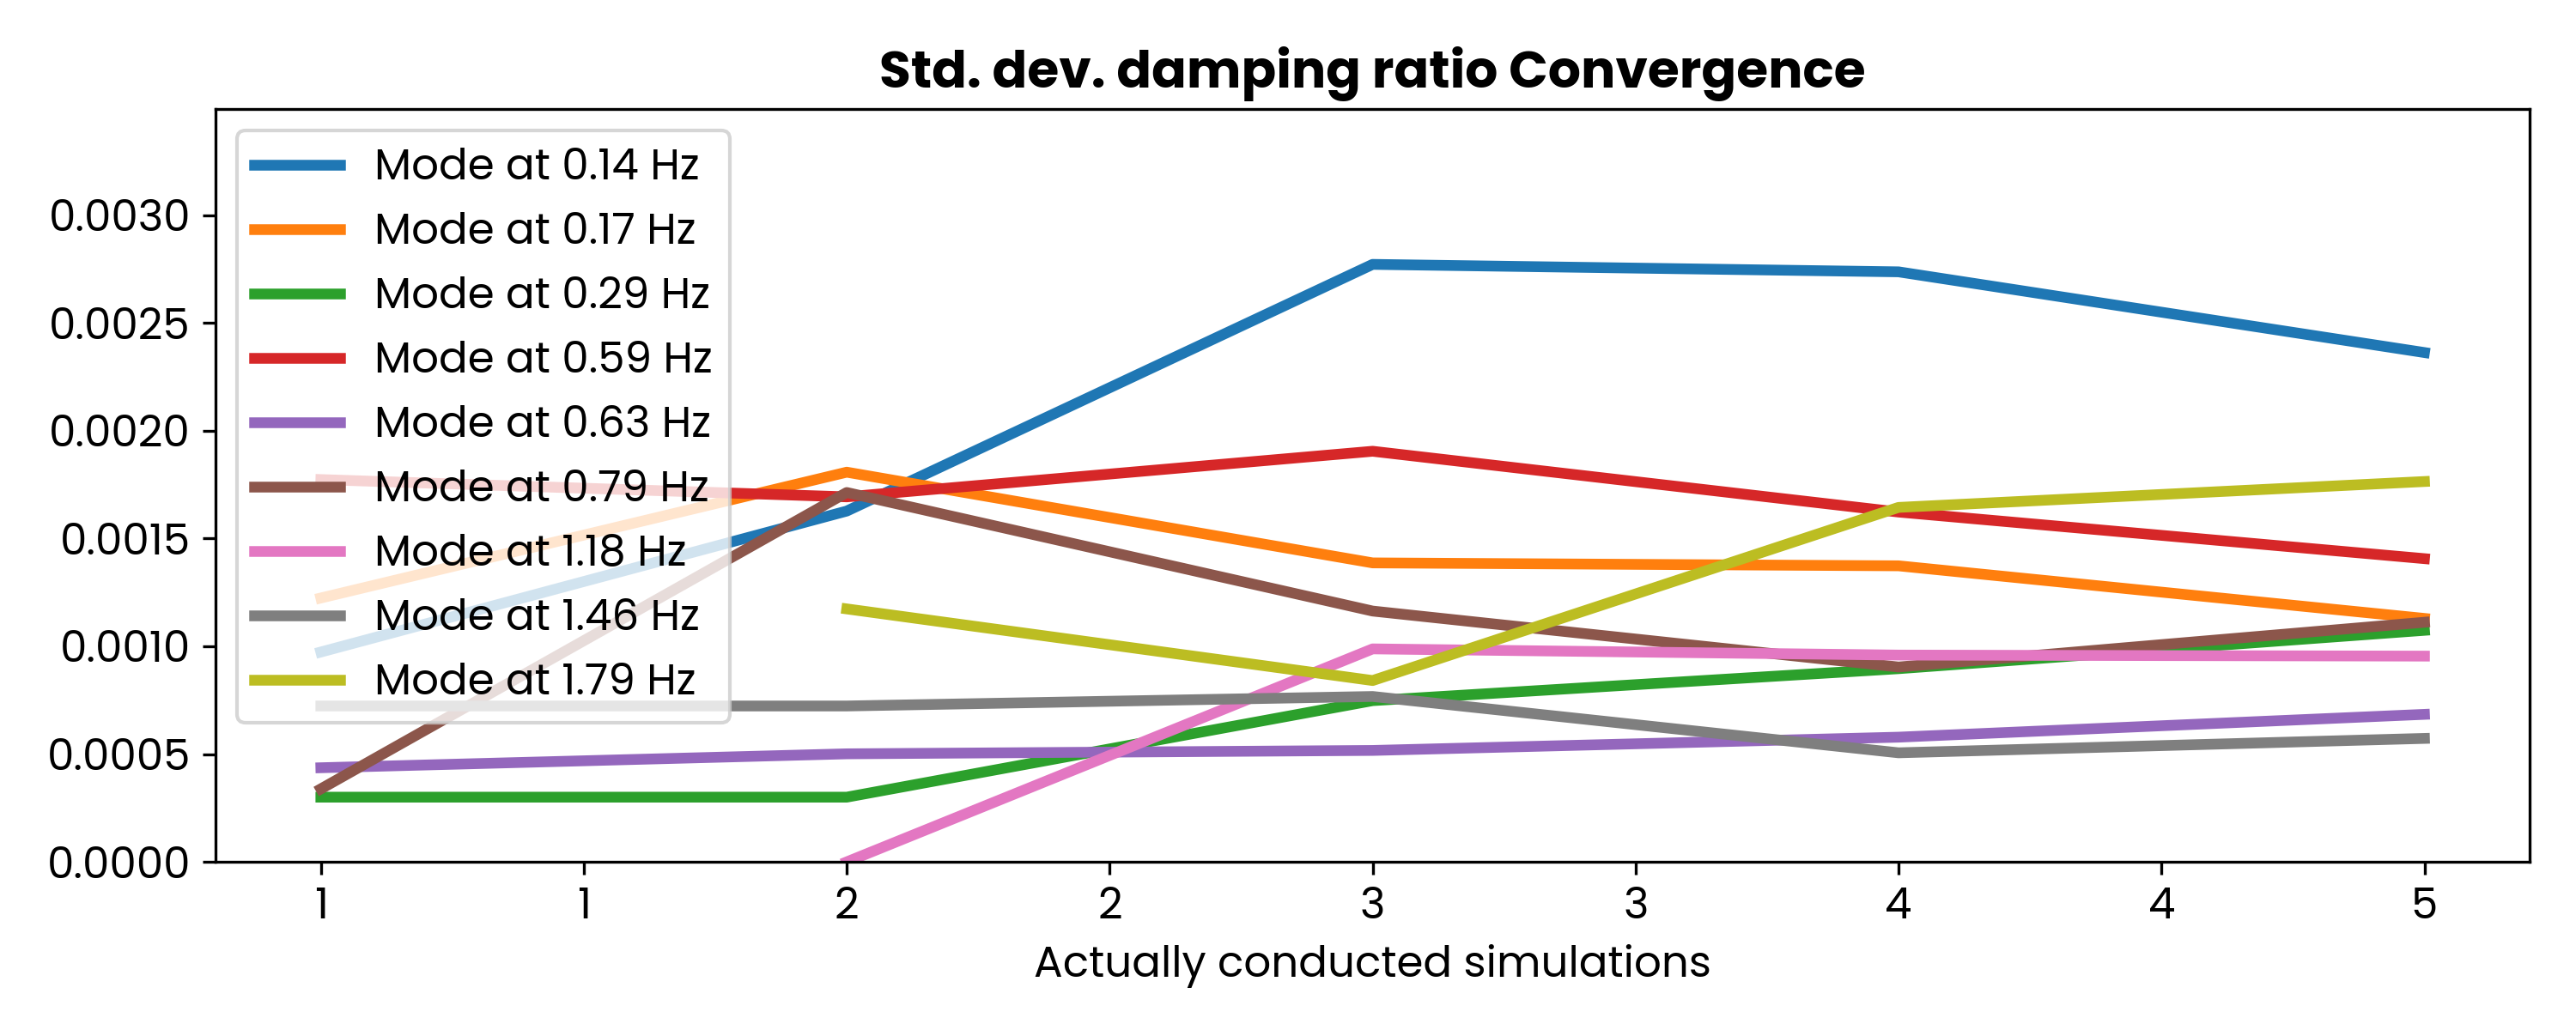 Std. dev. damping ratio Convergence
Mode at 0.14 Hz
Mode at 0.17 Hz
Mode at 0.29 Hz
Mode at 0.59 Hz
Mode at 0.63 Hz
Mode at 0.79 Hz
Mode at 1.18 Hz
Mode at 1.46 Hz
Mode at 1.79 Hz
0.0030
0.0025
0.0020
0.0015
0.0010
0.0005
0.0000
1 1 2 2 3 3 4 4 5
Actually conducted simulations